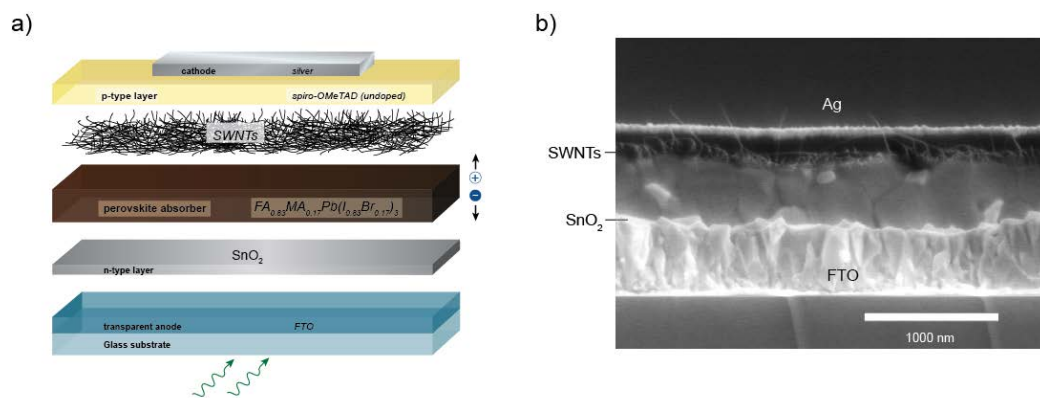 a)
b)
cathode silver
p-type layer spiro-OMeTAD (undoped)
SWNTs
perovskite absorber FA0.83MA0.17Pb(I0.83Br0.17)3
SnO2
n-type layer
transparent anode FTO
Glass substrate
+
-
Ag
SWNTs
SnO2
FTO
1000 nm